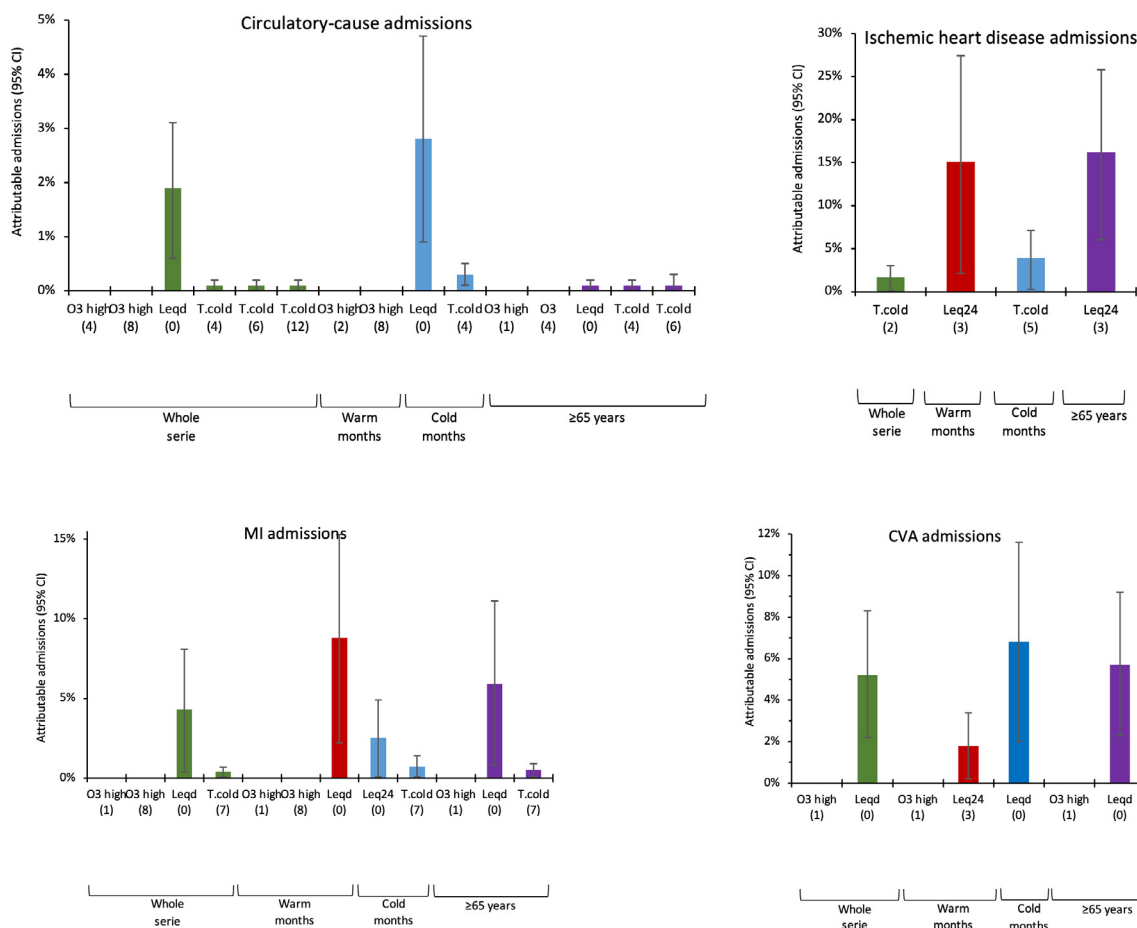 Circulatory-cause admissions
Attributable admissions (95% CI)
5%
4%
3%
2%
1%
0%
O3 high O3 high Leqd T.cold T.cold T.cold O3 high O3 high Leqd T.cold O3 high O3 Leqd T.cold T.cold
(4) (8) (0) (4) (6) (12) (2) (8) (0) (4) (1) (4) (0) (4) (6)
Whole Warm Cold ≥65 years
serie months months
Ischemic heart disease admissions
Attributable admissions (95% CI)
30%
25%
20%
15%
10%
5%
0%
T.cold Leq24 T.cold Leq24
(2) (3) (5) (3)
Whole Warm Cold ≥65 years
serie months months
MI admissions
Attributable admissions (95% CI)
15%
10%
5%
0%
O3 high O3 high Leqd T.cold O3 high O3 high Leqd Leq24 T.cold O3 high Leqd T.cold
(1) (8) (0) (7) (1) (8) (0) (0) (7) (1) (0) (7)
Whole Warm Cold ≥65 years
serie months months
CVA admissions
Attributable admissions (95% CI)
12%
10%
8%
6%
4%
2%
0%
O3 high Leqd O3 high Leq24 Leqd O3 high Leqd
(1) (0) (1) (3) (0) (1) (0)
Whole Warm Cold ≥65 years
serie months months